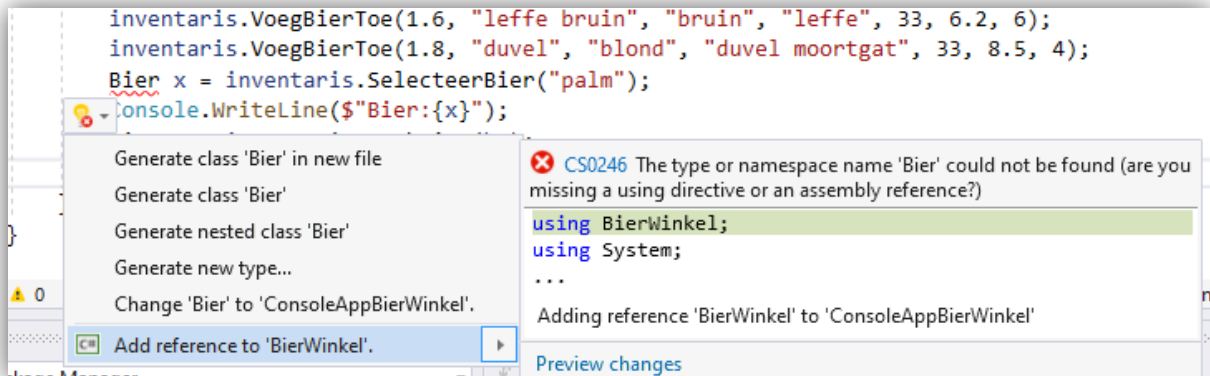 inventaris.VoegBierToe(1.6, "leffe bruin", "bruin", "leffe", 33, 6.2, 6);
inventaris.VoegBierToe(1.8, "duvel", "blond", "duvel moortgat", 33, 8.5, 4);
Bier x = inventaris.SelecteerBier("palm");
Console.WriteLine($"Bier:{x}");
Generate class 'Bier' in new file
Generate class 'Bier'
Generate nested class 'Bier'
Generate new type...
Change 'Bier' to 'ConsoleAppBierWinkel'.
C# Add reference to 'BierWinkel'.
CS0246 The type or namespace name 'Bier' could not be found (are you
missing a using directive or an assembly reference?)
using BierWinkel;
using System;
...
Adding reference 'BierWinkel' to 'ConsoleAppBierWinkel'
Preview changes
}
0